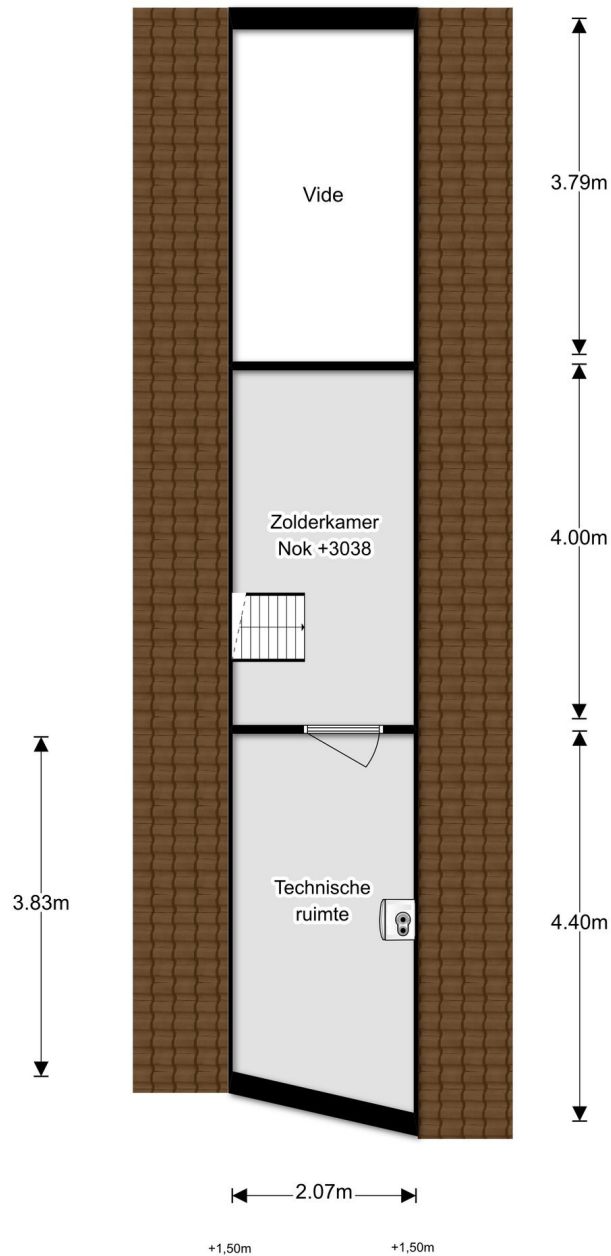 Vide
3.79m
Zolderkamer
Nok +3038
4.00m
Technische
ruimte
3.83m
4.40m
2.07m
+1,50m
+1,50m